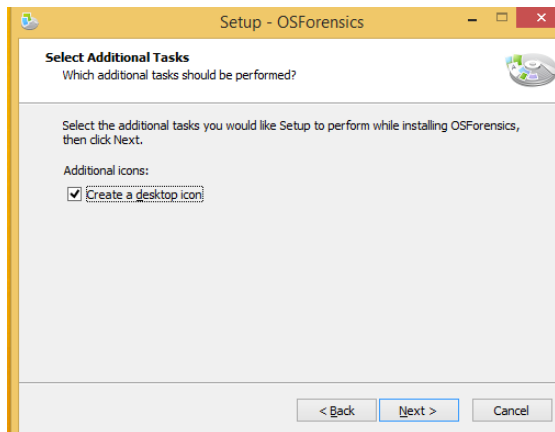 Setup - OSForensics
Select Additional Tasks
Which additional tasks should be performed?
Select the additional tasks you would like Setup to perform while installing OSForensics,
then click Next.
Additional icons:
Create a desktop icon
< Back
Next >
Cancel